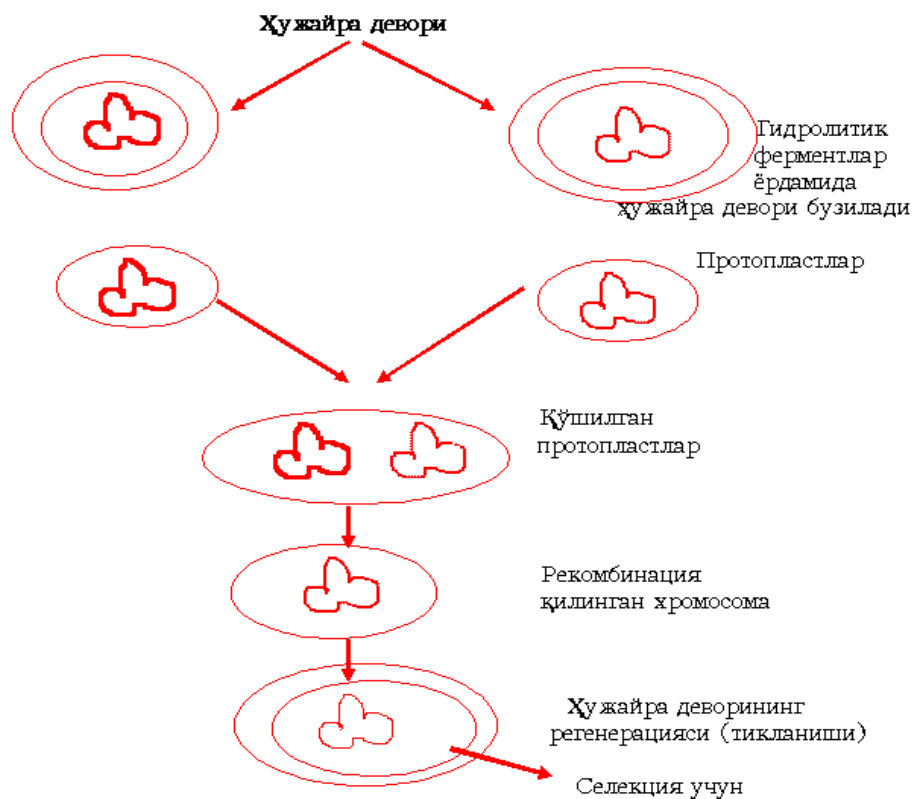 Ҳужайра девори
Гидролитик
ферментлар
ёрдамида
ҳужайра девори бузилади
Протопластлар
Қўшилган
протопластлар
Рекомбинация
қилинган хромосома
Ҳужайра деворининг
регенерацияси (тикланиши)
Селекция учун